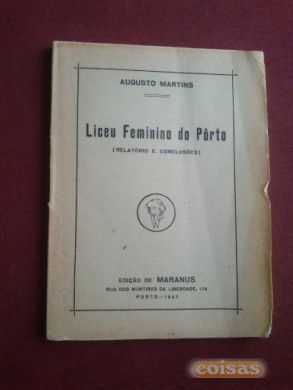 AUGUSTO MARTINS
Liceu Feminino do Pôrto
(RELATÓRIO E CONCLUSÕES)
EDIÇÃO DE MARANUS
RUA DOS MÁRTIRES DA LIBERDADE, 178
PORTO—1927
coisas